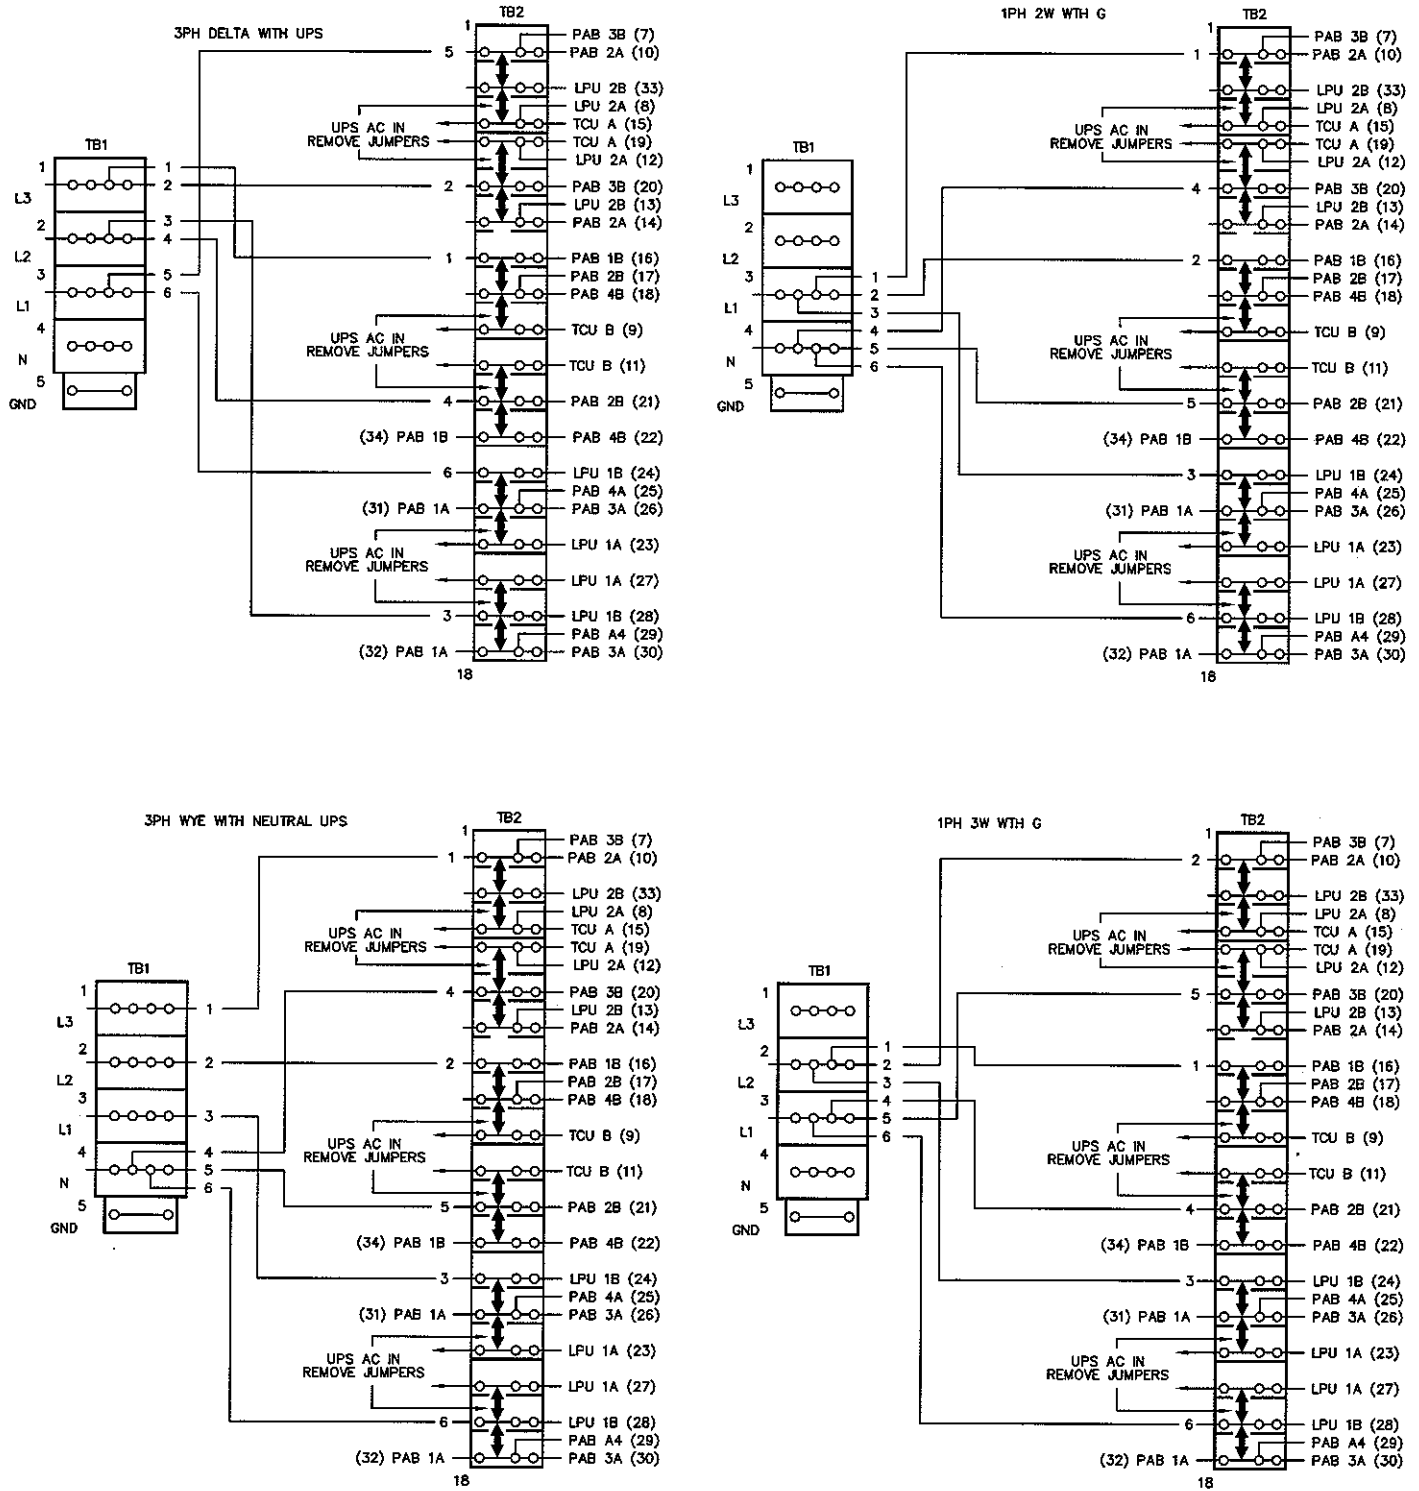 3PH DELTA WITH UPS
TB2
1
5
PAB 3B (7)
PAB 2A (10)
LPU 2B (33)
LPU 2A (8)
TCU A (15)
UPS AC IN
REMOVE JUMPERS
TCU A (19)
LPU 2A (12)
2
PAB 3B (20)
LPU 2B (13)
PAB 2A (14)
1
PAB 1B (16)
PAB 2B (17)
PAB 4B (18)
UPS AC IN
REMOVE JUMPERS
TCU B (9)
TCU B (11)
4
PAB 2B (21)
(34) PAB 1B
PAB 4B (22)
6
LPU 1B (24)
PAB 4A (25)
(31) PAB 1A
PAB 3A (26)
UPS AC IN
REMOVE JUMPERS
LPU 1A (23)
LPU 1A (27)
3
LPU 1B (28)
PAB A4 (29)
(32) PAB 1A
PAB 3A (30)
18
TB1
1
L3
2
L2
3
L1
4
N
5
GND
1
2
3
4
5
6
1PH 2W WTH G
TB2
1
1
PAB 3B (7)
PAB 2A (10)
LPU 2B (33)
LPU 2A (8)
TCU A (15)
UPS AC IN
REMOVE JUMPERS
TCU A (19)
LPU 2A (12)
4
PAB 3B (20)
LPU 2B (13)
PAB 2A (14)
2
PAB 1B (16)
PAB 2B (17)
PAB 4B (18)
UPS AC IN
REMOVE JUMPERS
TCU B (9)
TCU B (11)
5
PAB 2B (21)
(34) PAB 1B
PAB 4B (22)
3
LPU 1B (24)
PAB 4A (25)
(31) PAB 1A
PAB 3A (26)
UPS AC IN
REMOVE JUMPERS
LPU 1A (23)
LPU 1A (27)
6
LPU 1B (28)
PAB A4 (29)
(32) PAB 1A
PAB 3A (30)
18
TB1
1
L3
2
L2
3
L1
4
N
5
GND
1
2
3
4
5
6
3PH WYE WITH NEUTRAL UPS
TB2
1
1
PAB 3B (7)
PAB 2A (10)
LPU 2B (33)
LPU 2A (8)
TCU A (15)
UPS AC IN
REMOVE JUMPERS
TCU A (19)
LPU 2A (12)
4
PAB 3B (20)
LPU 2B (13)
PAB 2A (14)
2
PAB 1B (16)
PAB 2B (17)
PAB 4B (18)
UPS AC IN
REMOVE JUMPERS
TCU B (9)
TCU B (11)
5
PAB 2B (21)
(34) PAB 1B
PAB 4B (22)
3
LPU 1B (24)
PAB 4A (25)
(31) PAB 1A
PAB 3A (26)
UPS AC IN
REMOVE JUMPERS
LPU 1A (23)
LPU 1A (27)
6
LPU 1B (28)
PAB A4 (29)
(32) PAB 1A
PAB 3A (30)
18
TB1
1
L3
2
L2
3
L1
4
N
5
GND
1
2
3
4
5
6
1PH 3W WTH G
TB2
1
2
PAB 3B (7)
PAB 2A (10)
LPU 2B (33)
LPU 2A (8)
TCU A (15)
UPS AC IN
REMOVE JUMPERS
TCU A (19)
LPU 2A (12)
5
PAB 3B (20)
LPU 2B (13)
PAB 2A (14)
1
PAB 1B (16)
PAB 2B (17)
PAB 4B (18)
UPS AC IN
REMOVE JUMPERS
TCU B (9)
TCU B (11)
4
PAB 2B (21)
(34) PAB 1B
PAB 4B (22)
3
LPU 1B (24)
PAB 4A (25)
(31) PAB 1A
PAB 3A (26)
UPS AC IN
REMOVE JUMPERS
LPU 1A (23)
LPU 1A (27)
6
LPU 1B (28)
PAB A4 (29)
(32) PAB 1A
PAB 3A (30)
18
TB1
1
L3
2
L2
3
L1
4
N
5
GND
1
2
3
4
5
6